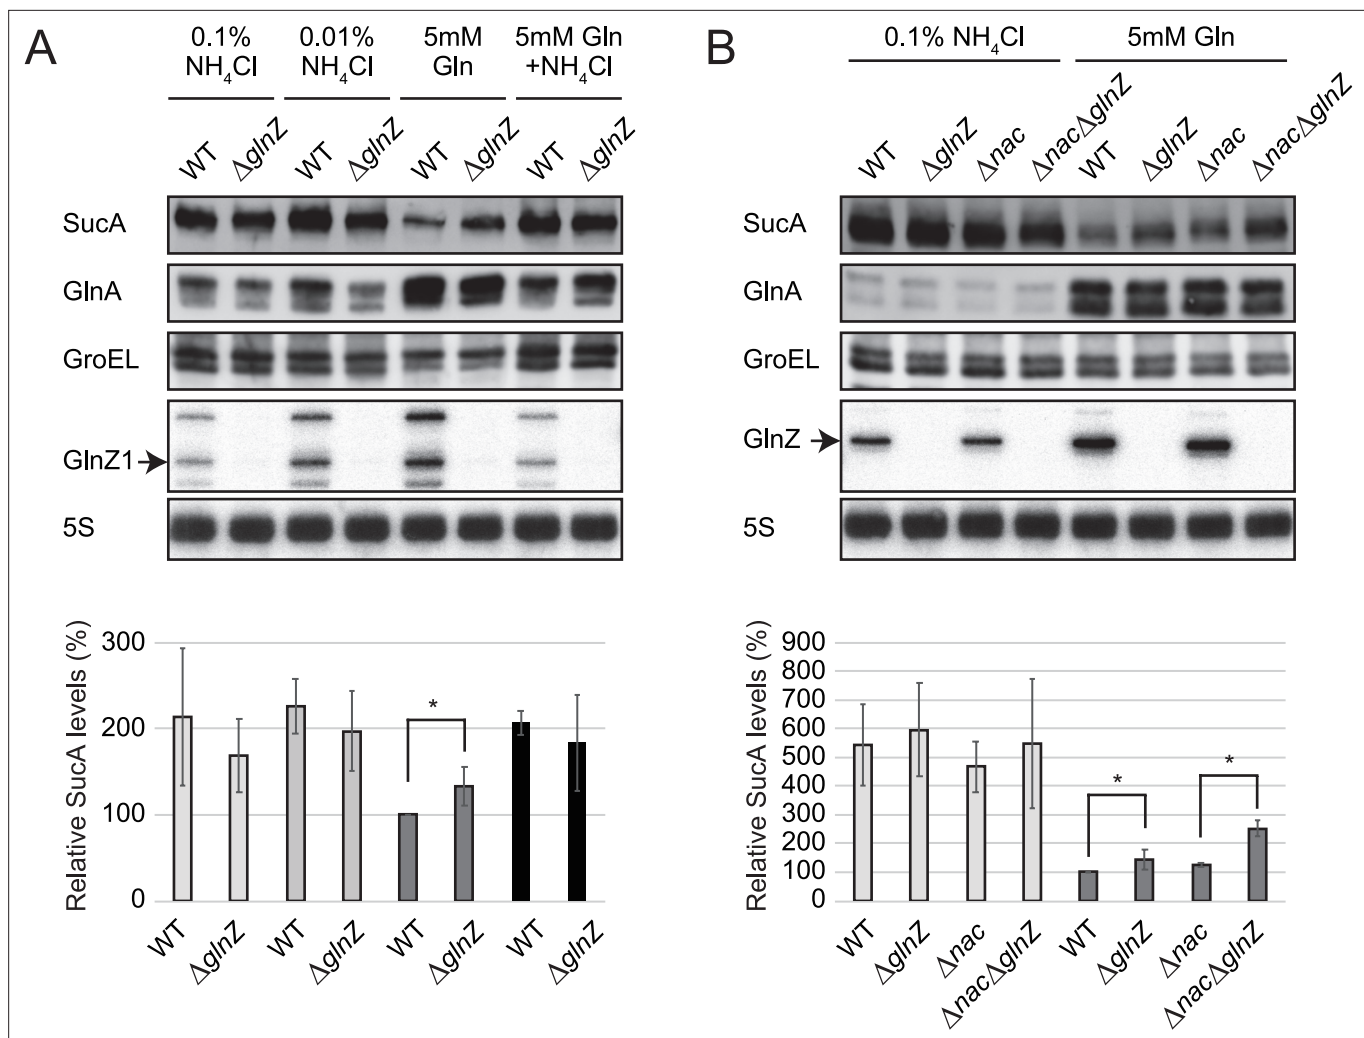 A
0.1% NH₄Cl
0.01% NH₄Cl
5mM Gln
5mM Gln +NH₄Cl
WT ΔglnZ WT ΔglnZ WT ΔglnZ WT ΔglnZ
SucA
GlnA
GroEL
GlnZ1
5S
Relative SucA levels (%)
300
200
100
0
WT ΔglnZ WT ΔglnZ WT ΔglnZ WT ΔglnZ
*
B
0.1% NH₄Cl
5mM Gln
WT ΔglnZ Δnac ΔnacΔglnZ WT ΔglnZ Δnac ΔnacΔglnZ
SucA
GlnA
GroEL
GlnZ
5S
Relative SucA levels (%)
900
800
700
600
500
400
300
200
100
0
* *
WT ΔglnZ Δnac ΔnacΔglnZ WT ΔglnZ Δnac ΔnacΔglnZ